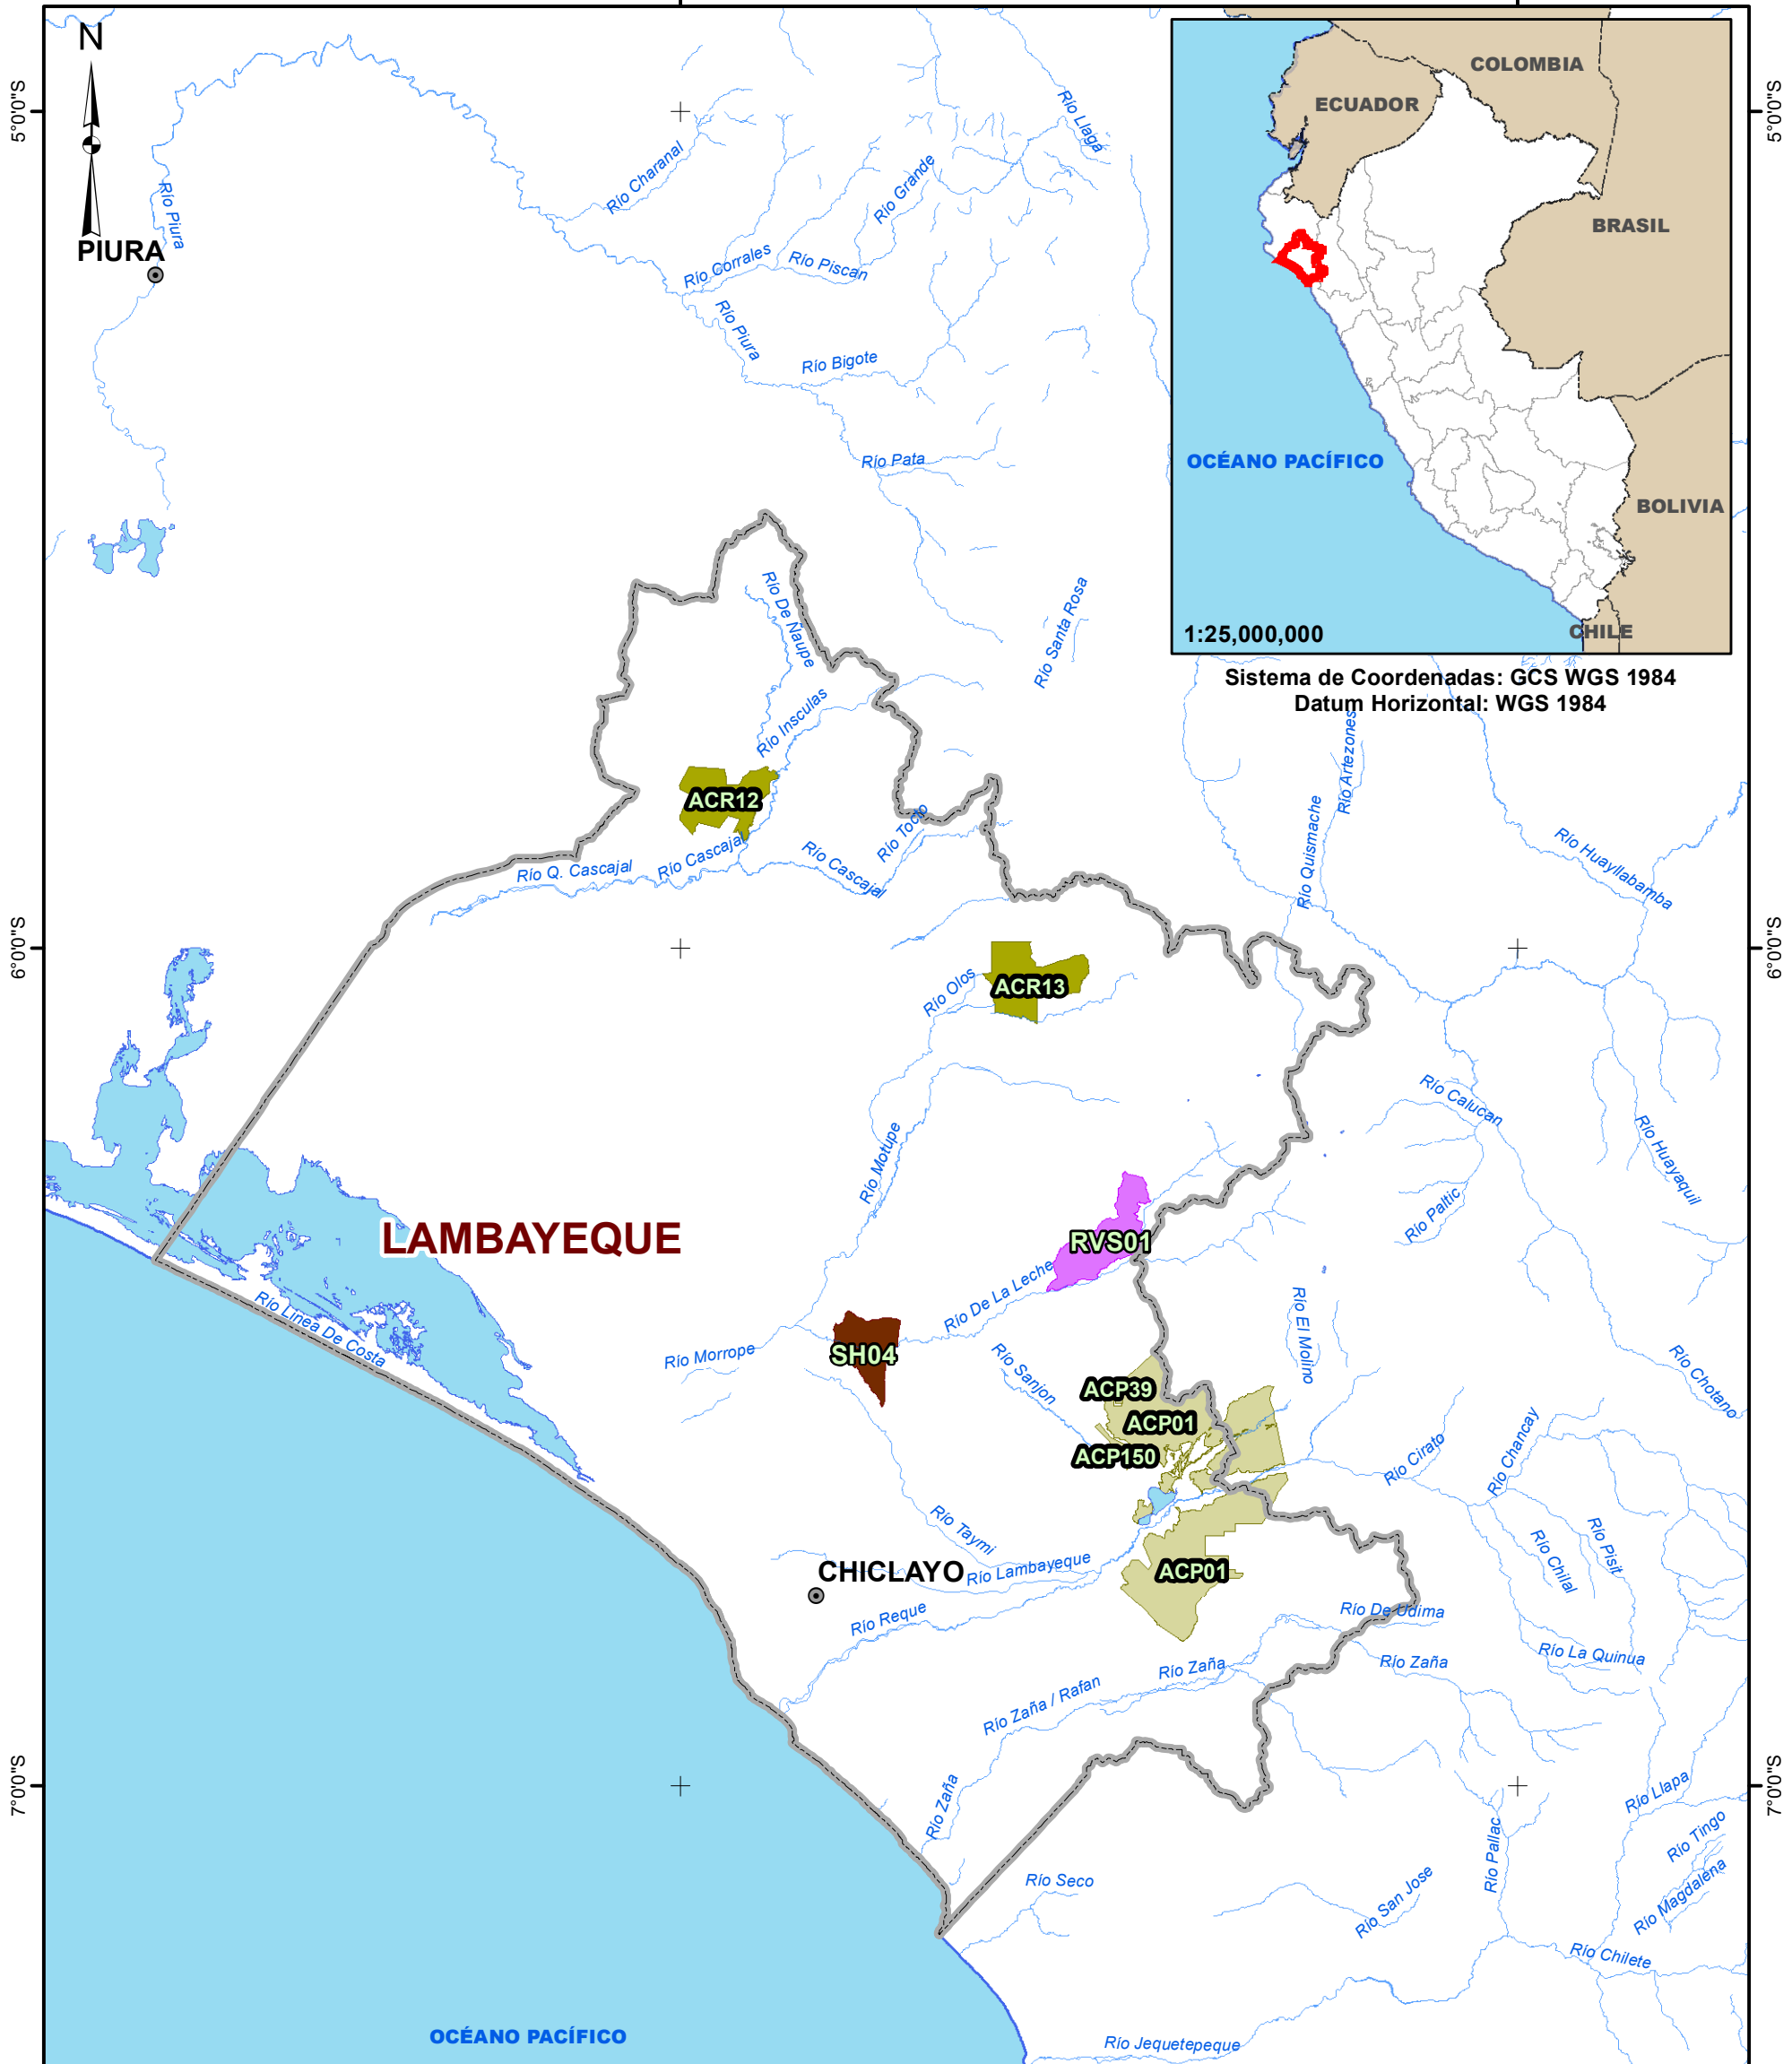 N
5°0'0"S
5°0'0"S
COLOMBIA
ECUADOR
BRASIL
OCÉANO PACÍFICO
BOLIVIA
CHILE
1:25,000,000
Sistema de Coordenadas: GCS WGS 1984
Datum Horizontal: WGS 1984
Río Llaga
Río Charanal
Río Grande
Río Piura
PIURA
Río Corrales
Río Piscan
Río Piura
Río Bigote
Río Pata
Río De Ñaupe
Río Santa Rosa
Río Insculas
Río Artezones
ACR12
Río Quismache
Río Toclo
Río Cascajal
Río Cascajal
Río Q. Cascajal
Río Huayllabamba
6°0'0"S
6°0'0"S
ACR13
Río Olos
Río Calucan
Río Huayaquil
Río Motupe
Río Paltic
LAMBAYEQUE
RVS01
Río De La Leche
Río Linea De Costa
Río El Molino
Río Morrope
SH04
Río Sanjon
Río Chotano
ACP39
ACP01
ACP150
Río Cirato
Río Chancay
Río Taymi
Río Pisit
Río Chilal
Río Lambayeque
CHICLAYO
ACP01
Río Reque
Río De Udima
Río La Quinua
Río Zaña
Río Zaña
Río Zaña / Rafan
7°0'0"S
7°0'0"S
Río Zaña
Río Llapa
Río Tingo
Río Pallac
Río Magdalena
Río Seco
Río San Jose
Río Chilete
OCÉANO PACÍFICO
Río Jequetepeque